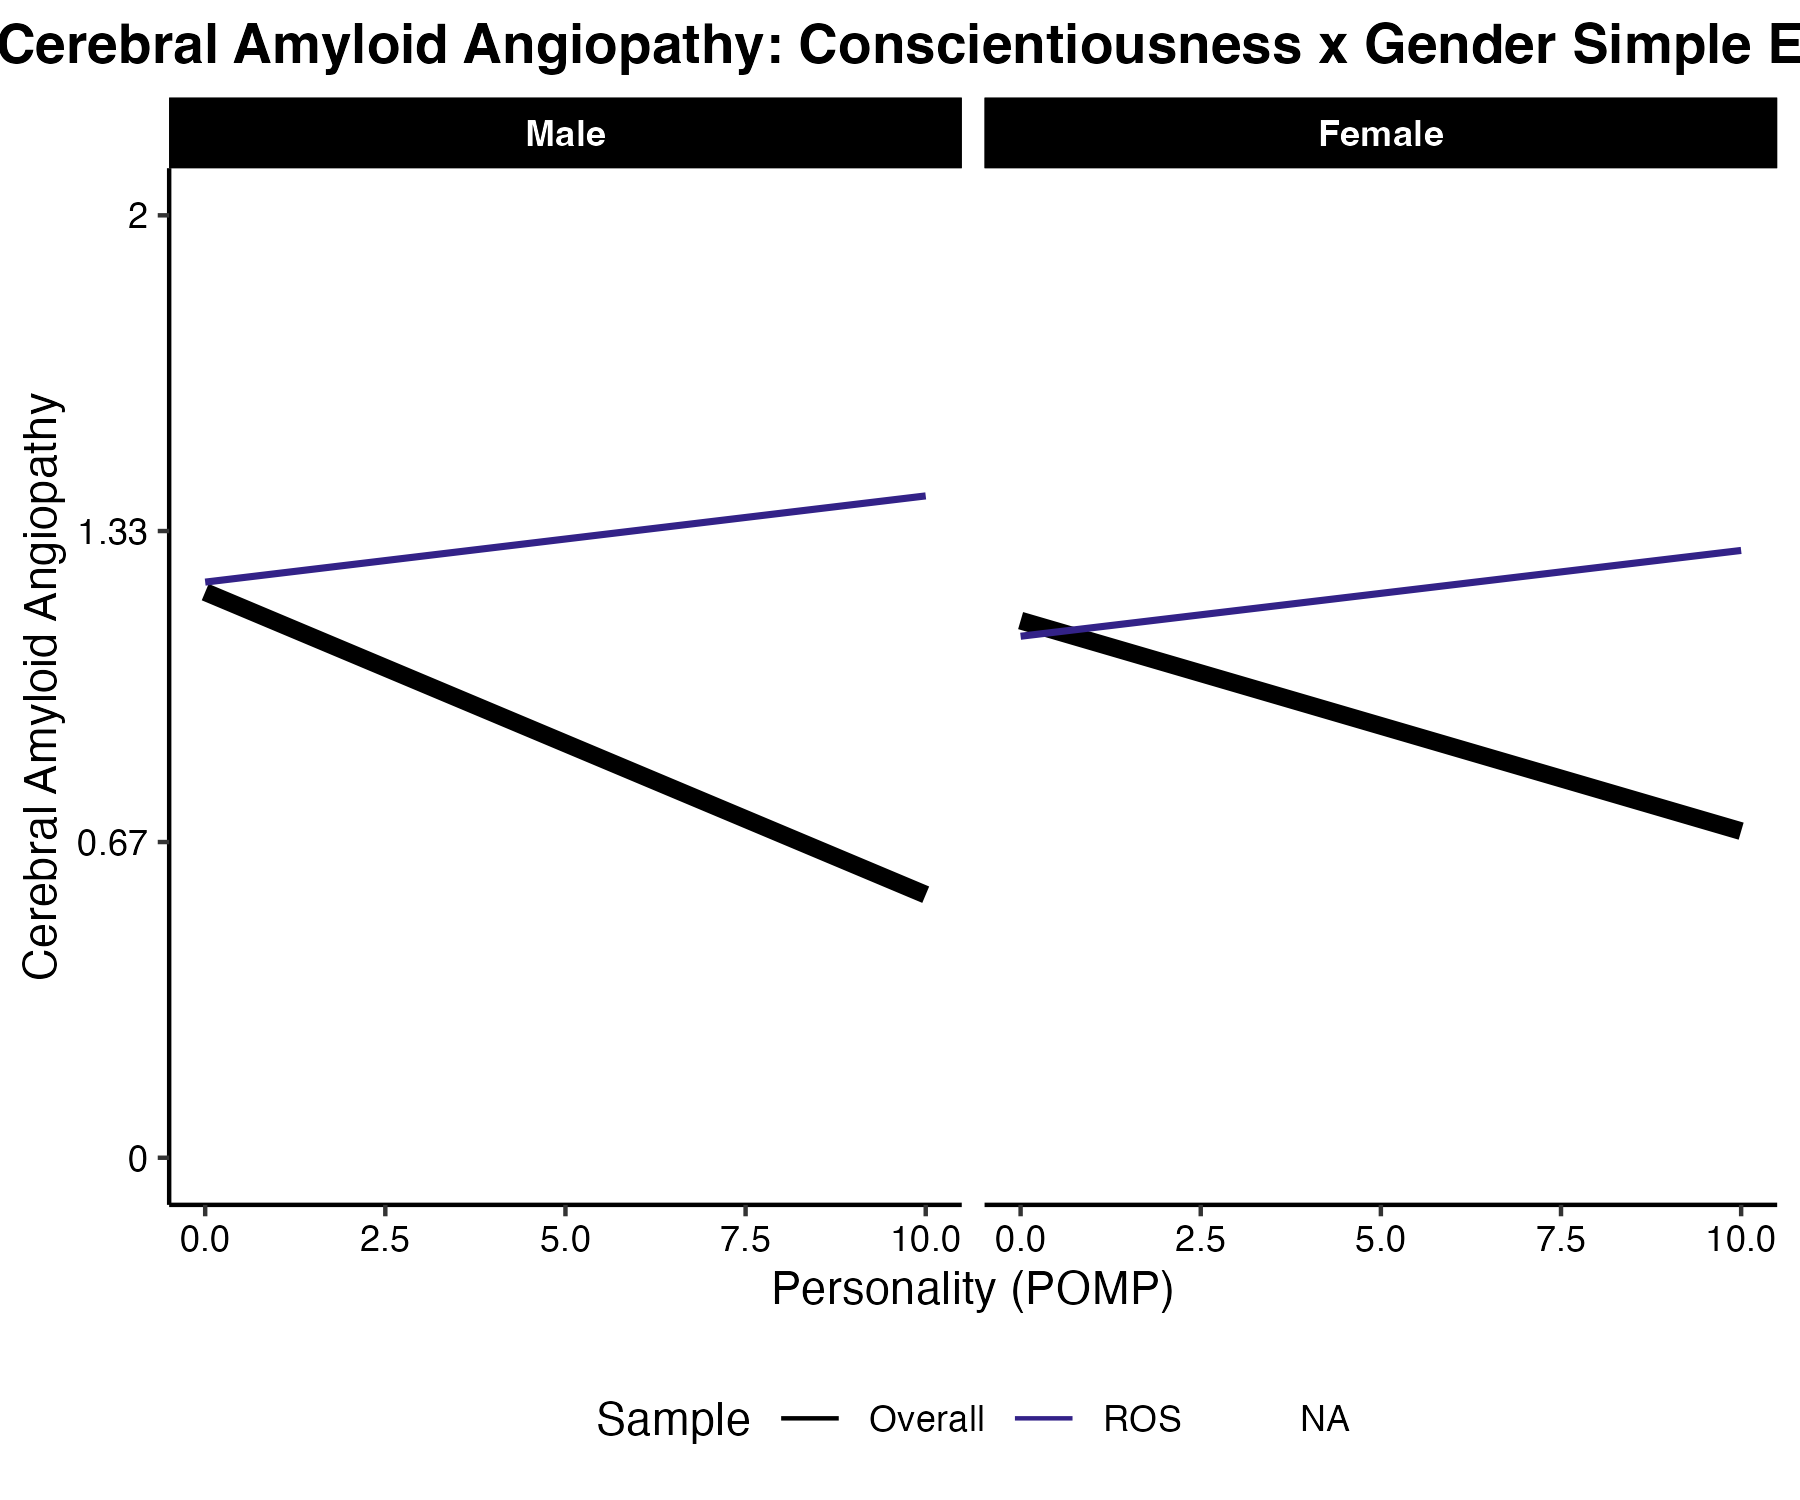 Cerebral Amyloid Angiopathy: Conscientiousness x Gender Simple E
Male
Female
Cerebral Amyloid Angiopathy
2
1.33
0.67
0
0.0 2.5 5.0 7.5 10.0 0.0 2.5 5.0 7.5 10.0
Personality (POMP)
Sample Overall ROS NA